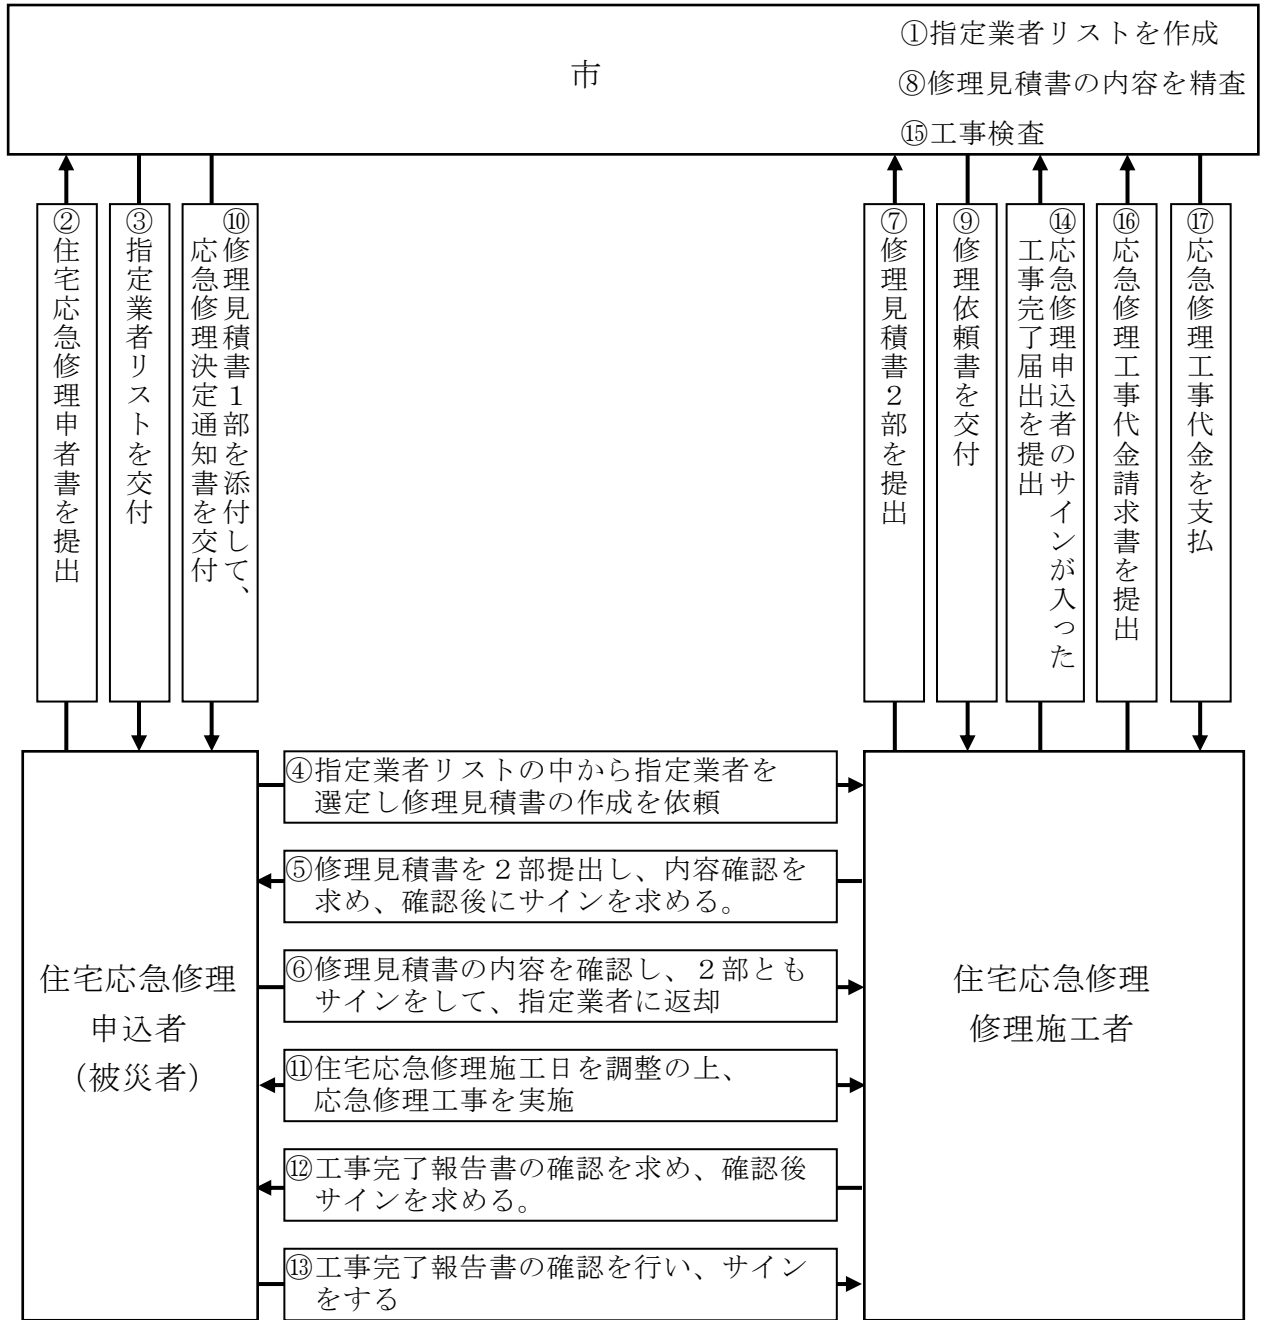 市
①指定業者リストを作成
⑧修理見積書の内容を精査
⑮工事検査
②住宅応急修理申者書を提出
③指定業者リストを交付
⑩修理見積書１部を添付して、
応急修理決定通知書を交付
⑦修理見積書２部を提出
⑨修理依頼書を交付
⑭応急修理申込者のサインが入った
工事完了届出を提出
⑯応急修理工事代金請求書を提出
⑰応急修理工事代金を支払
④指定業者リストの中から指定業者を
選定し修理見積書の作成を依頼
⑤修理見積書を２部提出し、内容確認を
求め、確認後にサインを求める。
⑥修理見積書の内容を確認し、２部とも
サインをして、指定業者に返却
⑪住宅応急修理施工日を調整の上、
応急修理工事を実施
⑫工事完了報告書の確認を求め、確認後
サインを求める。
⑬工事完了報告書の確認を行い、サイン
をする
住宅応急修理
申込者
（被災者）
住宅応急修理
修理施工者